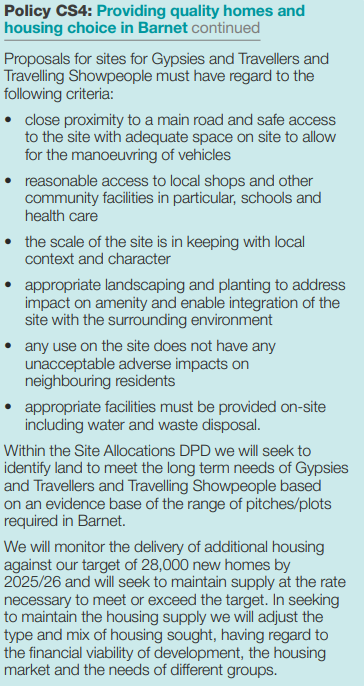 Policy CS4: Providing quality homes and
housing choice in Barnet continued
Proposals for sites for Gypsies and Travellers and
Travelling Showpeople must have regard to the
following criteria:
• close proximity to a main road and safe access
to the site with adequate space on site to allow
for the manoeuvring of vehicles
• reasonable access to local shops and other
community facilities in particular, schools and
health care
• the scale of the site is in keeping with local
context and character
• appropriate landscaping and planting to address
impact on amenity and enable integration of the
site with the surrounding environment
• any use on the site does not have any
unacceptable adverse impacts on
neighbouring residents
• appropriate facilities must be provided on-site
including water and waste disposal.
Within the Site Allocations DPD we will seek to
identify land to meet the long term needs of Gypsies
and Travellers and Travelling Showpeople based
on an evidence base of the range of pitches/plots
required in Barnet.
We will monitor the delivery of additional housing
against our target of 28,000 new homes by
2025/26 and will seek to maintain supply at the rate
necessary to meet or exceed the target. In seeking
to maintain the housing supply we will adjust the
type and mix of housing sought, having regard to
the financial viability of development, the housing
market and the needs of different groups.